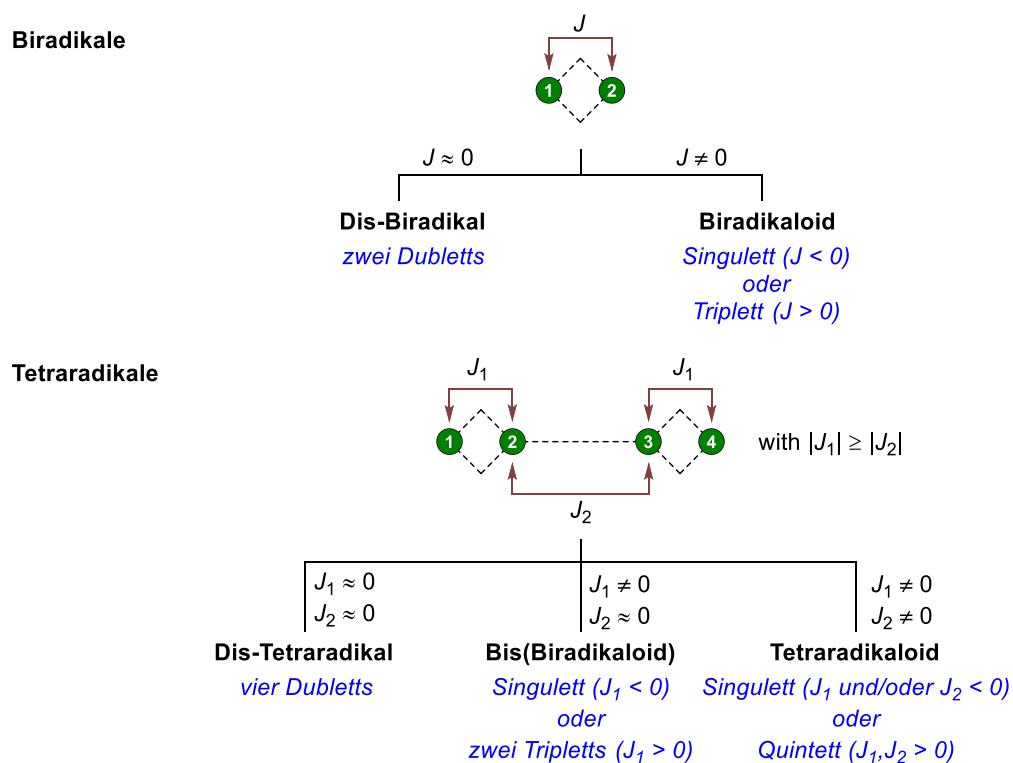 Biradikale
J
1 2
J ≈ 0 J ≠ 0
Dis-Biradikal Biradikaloid
zwei Dubletts Singulett (J < 0)
oder
Triplett (J > 0)
Tetraradikale
J₁ J₁
1 2 3 4 with |J₁| ≥ |J₂|
J₂
J₁ ≈ 0 J₁ ≠ 0 J₁ ≠ 0
J₂ ≈ 0 J₂ ≈ 0 J₂ ≠ 0
Dis-Tetraradikal Bis(Biradikaloid) Tetraradikaloid
vier Dubletts Singulett (J₁ < 0) Singulett (J₁ und/oder J₂ < 0)
oder oder
zwei Tripletts (J₁ > 0) Quintett (J₁,J₂ > 0)